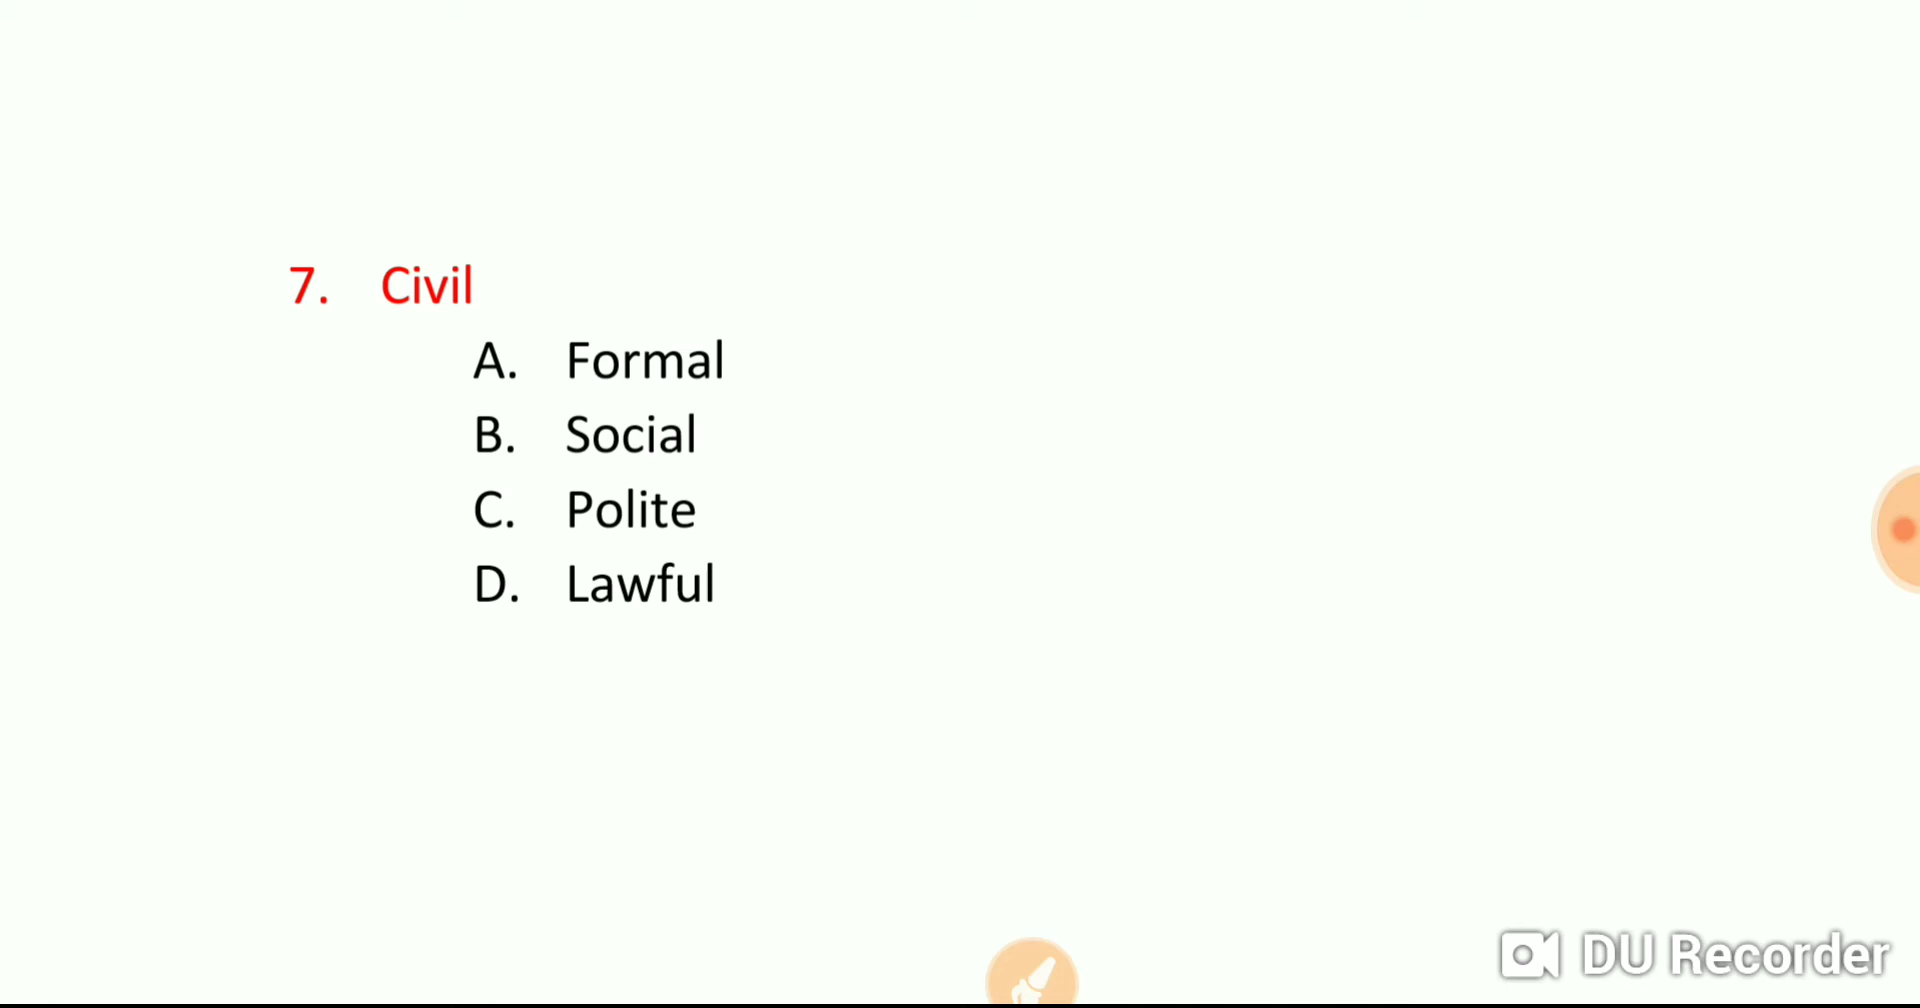 7. Civil
A. Formal
B. Social
C. Polite
D. Lawful
DU Recorder